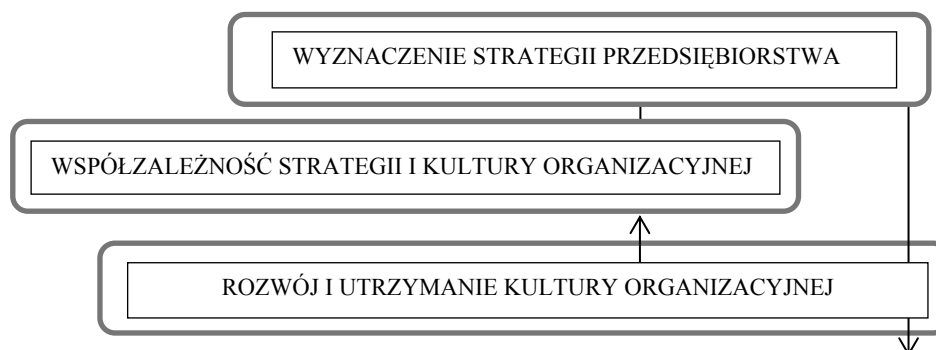 WYZNACZENIE STRATEGII PRZEDSIĘBIORSTWA
WSPÓŁZALEŻNOŚĆ STRATEGII I KULTURY ORGANIZACYJNEJ
ROZWÓJ I UTRZYMANIE KULTURY ORGANIZACYJNEJ